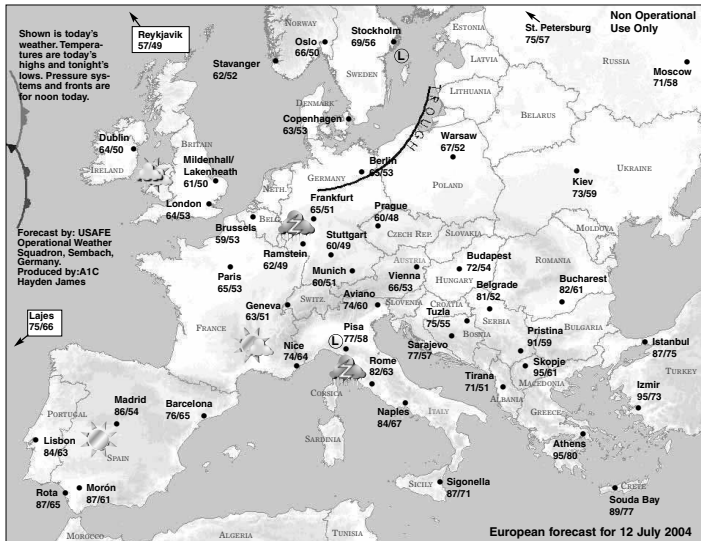 Shown is today's
weather. Tempera-
tures are today's
highs and tonight's
lows. Pressure sys-
tems and fronts are
for noon today.
Reykjavik
57/49
NORWAY
Oslo
66/50
Stockholm
69/56
L
St. Petersburg
75/57
Non Operational
Use Only
ESTONIA
RUSSIA
Stavanger
62/52
SWEDEN
LATVIA
Moscow
71/58
DENMARK
LITHUANIA
Copenhagen
63/53
TROUGH
BELARUS
Dublin
64/50
BRITAIN
IRELAND
Mildenhall/
Lakenheath
61/50
NETH.
GERMANY
Berlin
65/53
Warsaw
67/52
POLAND
UKRAINE
Kiev
73/59
London
64/53
Frankfurt
65/51
Prague
60/48
Brussels
59/53
BELG.
CZECH REP.
SLOVAKIA
MOLDOVA
Forecast by: USAFE
Operational Weather
Squadron, Sembach,
Germany.
Produced by:A1C
Hayden James
Ramstein
62/49
Stuttgart
60/49
Paris
65/53
Munich
60/51
AUSTRIA
Vienna
66/53
Budapest
72/54
HUNGARY
ROMANIA
Lajes
75/66
Geneva
63/51
SWITZ.
Aviano
74/60
SLOVENIA
CROATIA
Belgrade
81/52
Bucharest
82/61
FRANCE
Tuzla
75/55
SERBIA
BOSNIA
Pisa
77/58
L
Sarajevo
77/57
Pristina
91/59
BULGARIA
Nice
74/64
Rome
82/63
Skopje
95/61
MACEDONIA
Istanbul
87/75
TURKEY
CORSICA
Tirana
71/51
ALBANIA
Madrid
86/54
Barcelona
76/65
Naples
84/67
ITALY
Izmir
95/73
PORTUGAL
GREECE
Lisbon
84/63
SPAIN
SARDINIA
Athens
95/80
Rota
87/65
Morón
87/61
SICILY
Sigonella
87/71
CRETE
Souda Bay
89/77
MOROCCO
ALGERIA
TUNISIA
European forecast for 12 July 2004